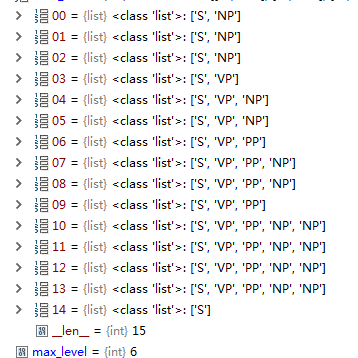 00 = {list} <class 'list'>: ['S', 'NP']
01 = {list} <class 'list'>: ['S', 'NP']
02 = {list} <class 'list'>: ['S', 'NP']
03 = {list} <class 'list'>: ['S', 'VP']
04 = {list} <class 'list'>: ['S', 'VP', 'NP']
05 = {list} <class 'list'>: ['S', 'VP', 'NP']
06 = {list} <class 'list'>: ['S', 'VP', 'PP']
07 = {list} <class 'list'>: ['S', 'VP', 'PP', 'NP']
08 = {list} <class 'list'>: ['S', 'VP', 'PP', 'NP']
09 = {list} <class 'list'>: ['S', 'VP', 'PP']
10 = {list} <class 'list'>: ['S', 'VP', 'PP', 'NP', 'NP']
11 = {list} <class 'list'>: ['S', 'VP', 'PP', 'NP', 'NP']
12 = {list} <class 'list'>: ['S', 'VP', 'PP', 'NP', 'NP']
13 = {list} <class 'list'>: ['S', 'VP', 'PP', 'NP', 'NP']
14 = {list} <class 'list'>: ['S']
__len__ = {int} 15
max_level = {int} 6